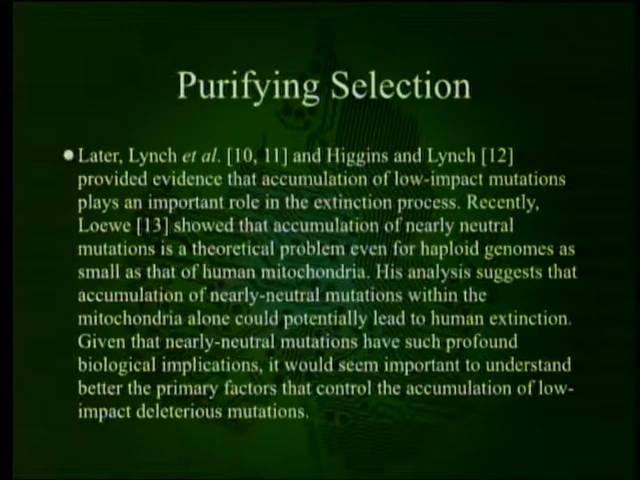 Purifying Selection
Later, Lynch et al. [10, 11] and Higgins and Lynch [12]
provided evidence that accumulation of low-impact mutations
plays an important role in the extinction process. Recently,
Loewe [13] showed that accumulation of nearly neutral
mutations is a theoretical problem even for haploid genomes as
small as that of human mitochondria. His analysis suggests that
accumulation of nearly-neutral mutations within the
mitochondria alone could potentially lead to human extinction.
Given that nearly-neutral mutations have such profound
biological implications, it would seem important to understand
better the primary factors that control the accumulation of low-
impact deleterious mutations.